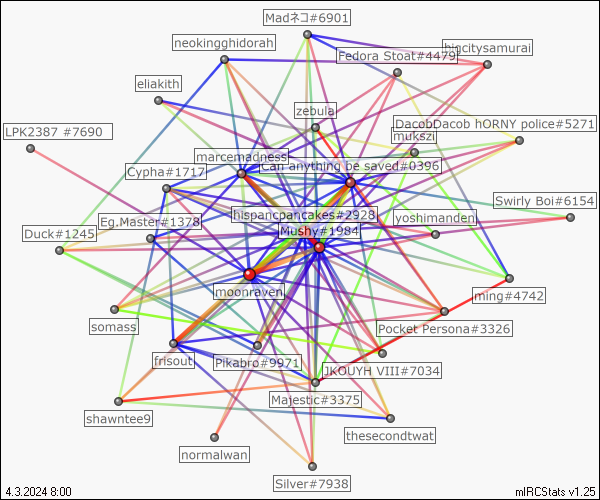 Madネコ#6901
neokingghidorah
bigcitysamurai
Fedora Stoat#4479
eliakith
zebulaj
DacobDacob hORNY police#5271
LPK2387 #7690
mukszi
marcemadness
Can anything be saved#0396
Cypha#1717
Swirly Boi#6154
hispancpancakes#2928
yoshimanden
Eg.Master#1378
Duck#1245
Mushy#1984
moonraven
ming#4742
somass
Pocket Persona#3326
frisout
Pikabro#9971
JKOUYH VIII#7034
Majestic#3375
shawntee9
thesecondtwat
normalwan
Silver#7938
4.3.2024 8:00
mIRCStats v1.25